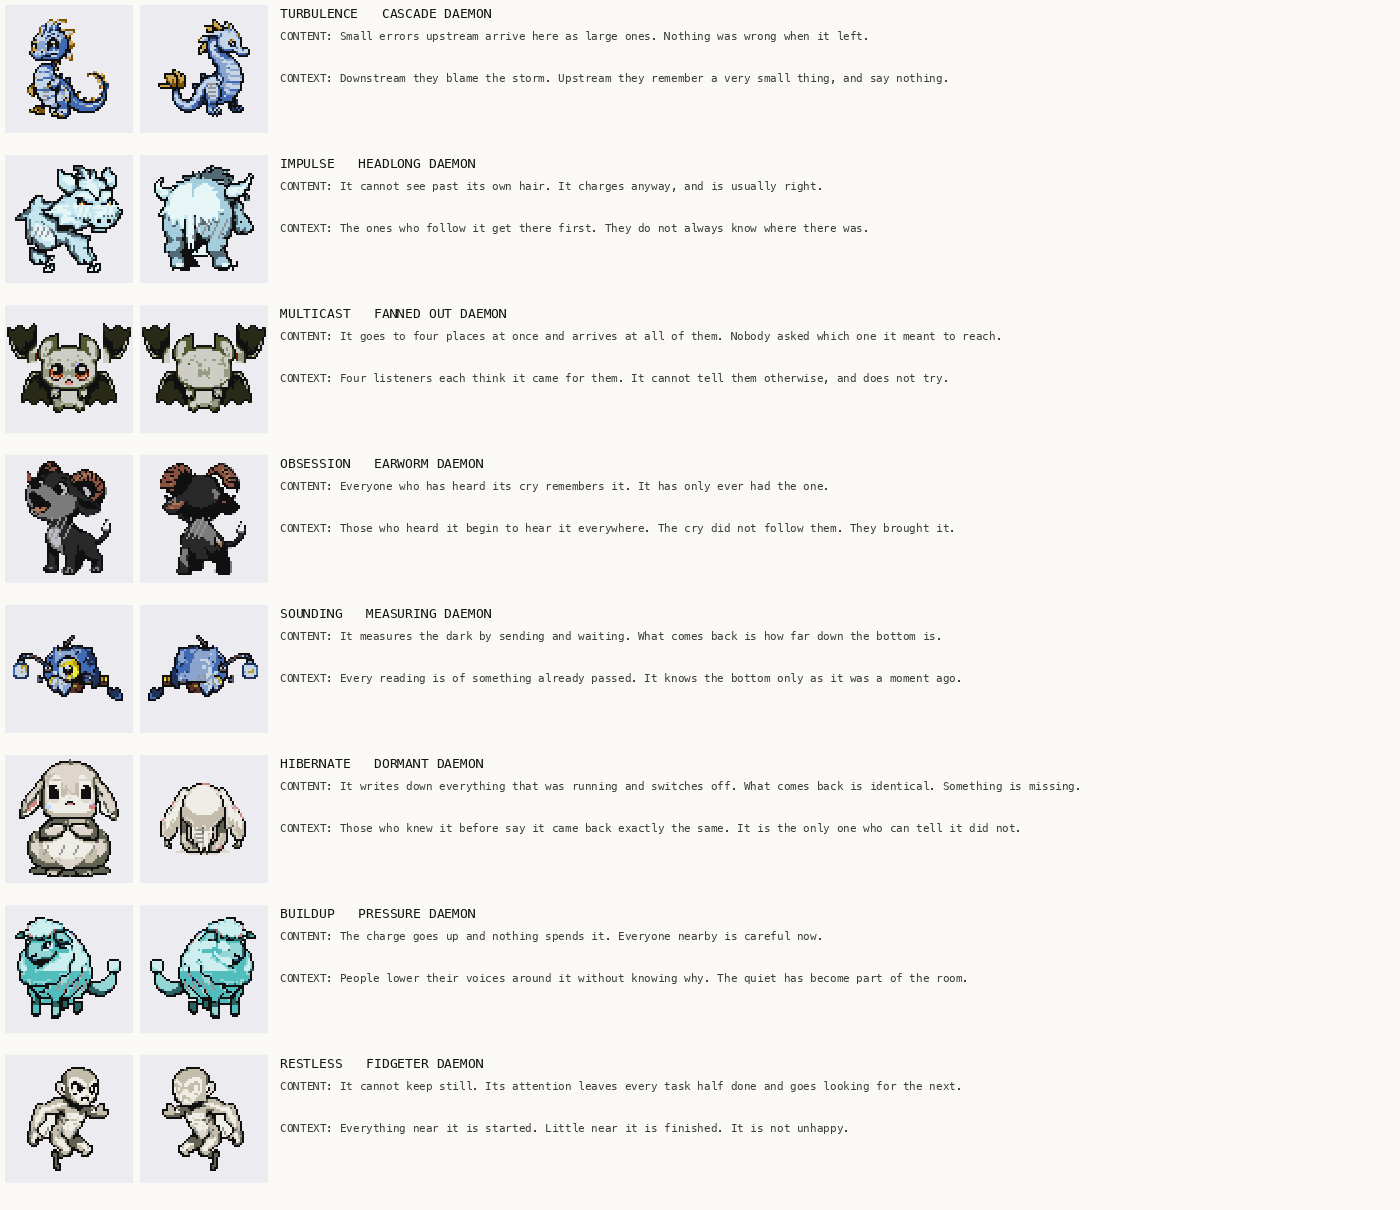 TURBULENCE   CASCADE DAEMON
CONTENT: Small errors upstream arrive here as large ones. Nothing was wrong when it left.
CONTEXT: Downstream they blame the storm. Upstream they remember a very small thing, and say nothing.
IMPULSE   HEADLONG DAEMON
CONTENT: It cannot see past its own hair. It charges anyway, and is usually right.
CONTEXT: The ones who follow it get there first. They do not always know where there was.
MULTICAST   FANNED OUT DAEMON
CONTENT: It goes to four places at once and arrives at all of them. Nobody asked which one it meant to reach.
CONTEXT: Four listeners each think it came for them. It cannot tell them otherwise, and does not try.
OBSESSION   EARWORM DAEMON
CONTENT: Everyone who has heard its cry remembers it. It has only ever had the one.
CONTEXT: Those who heard it begin to hear it everywhere. The cry did not follow them. They brought it.
SOUNDING   MEASURING DAEMON
CONTENT: It measures the dark by sending and waiting. What comes back is how far down the bottom is.
CONTEXT: Every reading is of something already passed. It knows the bottom only as it was a moment ago.
HIBERNATE   DORMANT DAEMON
CONTENT: It writes down everything that was running and switches off. What comes back is identical. Something is missing.
CONTEXT: Those who knew it before say it came back exactly the same. It is the only one who can tell it did not.
BUILDUP   PRESSURE DAEMON
CONTENT: The charge goes up and nothing spends it. Everyone nearby is careful now.
CONTEXT: People lower their voices around it without knowing why. The quiet has become part of the room.
RESTLESS   FIDGETER DAEMON
CONTENT: It cannot keep still. Its attention leaves every task half done and goes looking for the next.
CONTEXT: Everything near it is started. Little near it is finished. It is not unhappy.